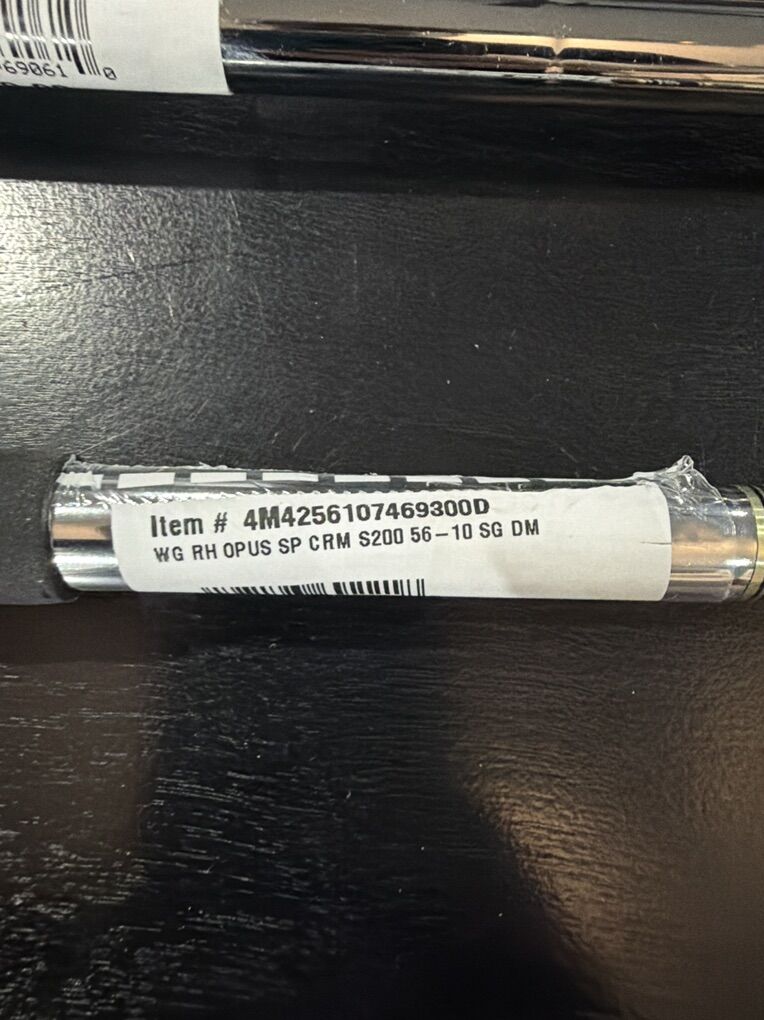 69061 0
Item # 4M4256107469300D
WG RH OPUS SP CRM S200 56-10 SG DM